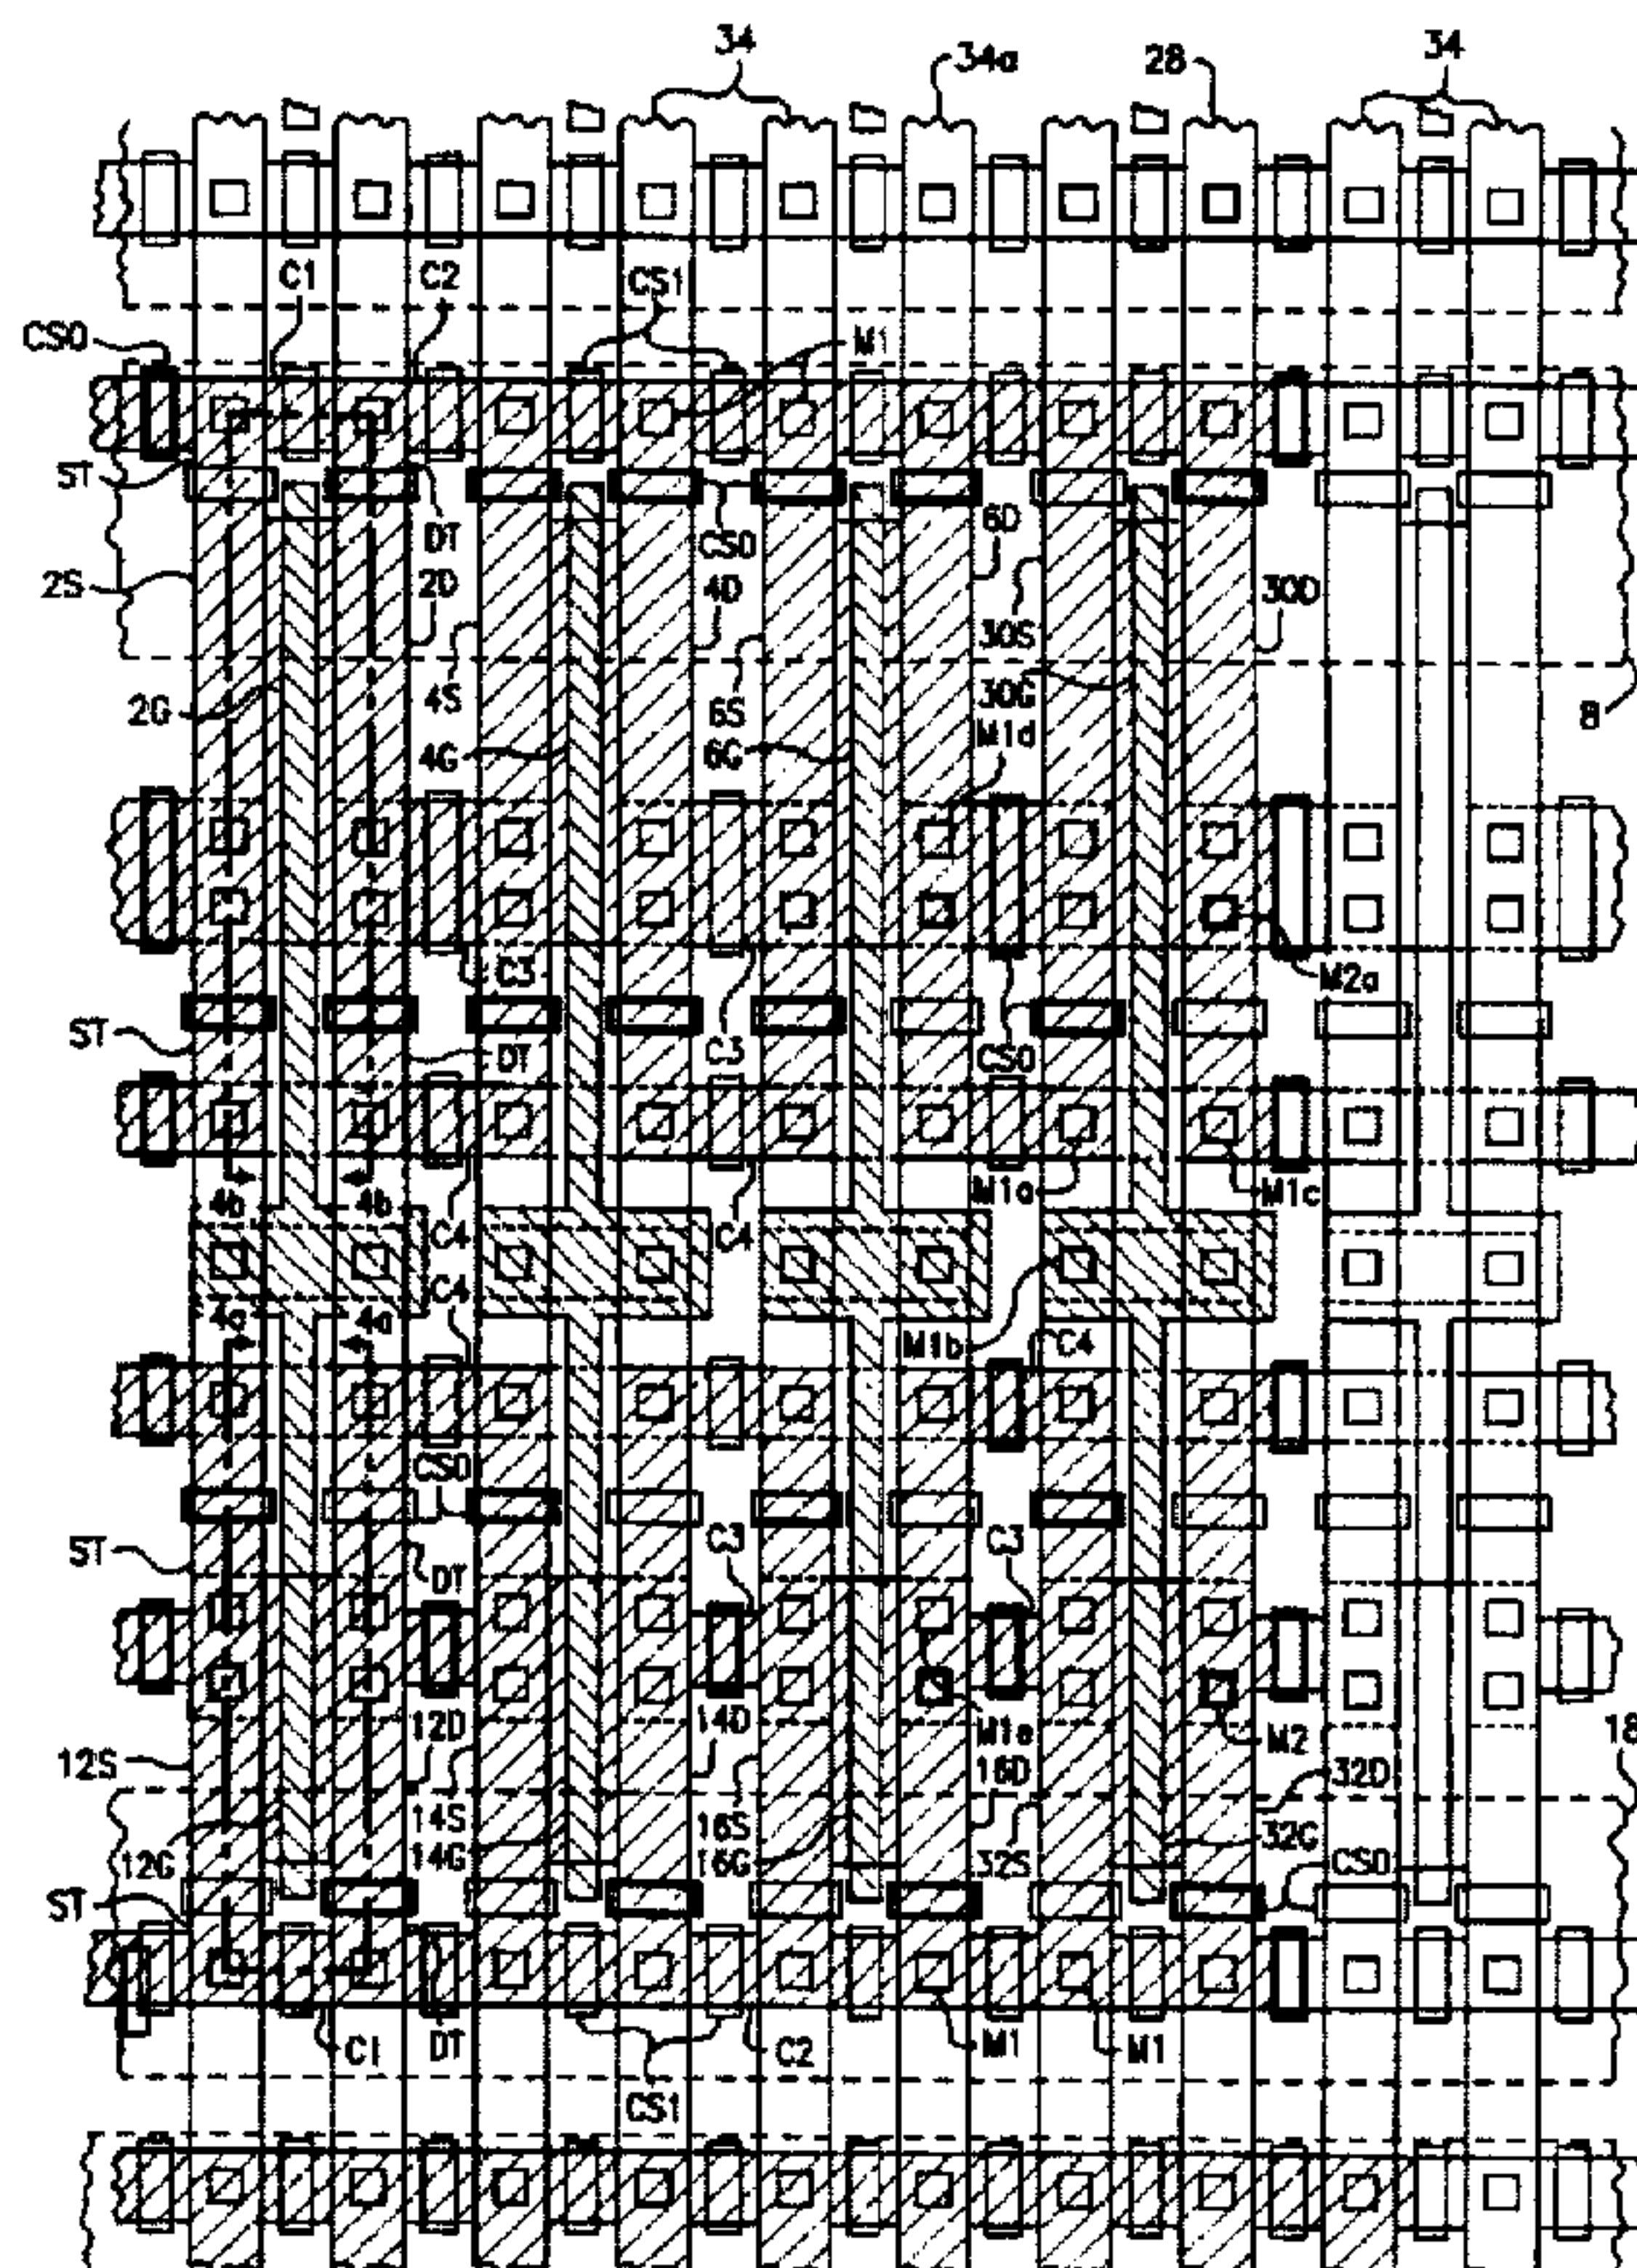 34
34a
28
34
C1
C2
CS1
CS0
M1
ST
DT
CS0
6D
2S
2D
4D
30D
30S
2G
4S
6S
30G
8
4G
6G
M1d
C3
M2a
ST
DT
C3
CS0
4b
4b
C4
C4
M1a
M1c
4a
4a
C4
M1b
C4
CS0
C3
C3
ST
DT
12D
14D
M1e
M2
18
12S
14S
16S
16D
32D
12G
14G
16G
32S
32G
CS0
ST
C1
DT
C2
M1
M1
CS1